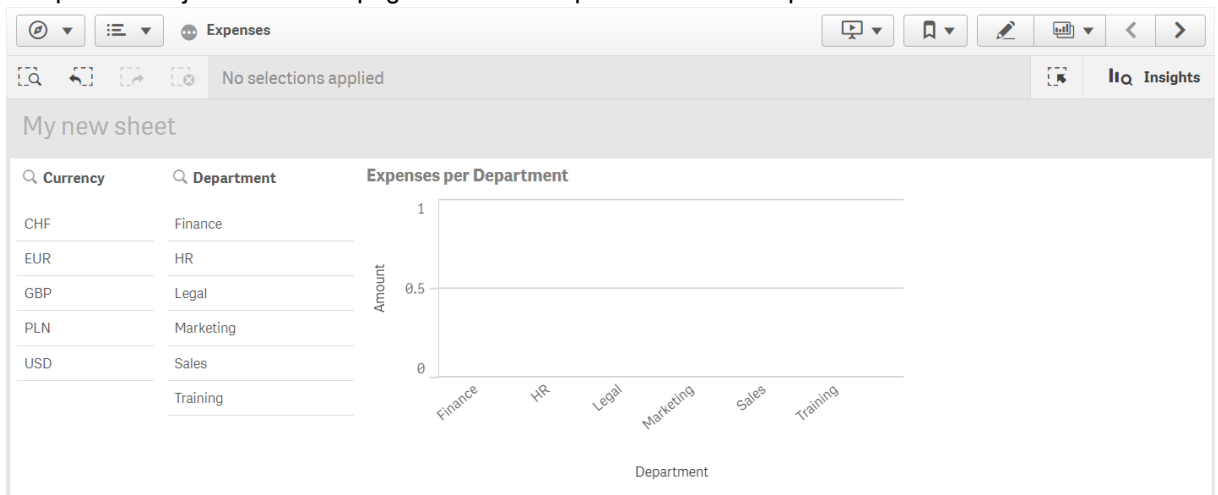 Expenses
No selections applied
Insights
My new sheet
Currency
CHF
EUR
GBP
PLN
USD
Department
Finance
HR
Legal
Marketing
Sales
Training
Expenses per Department
Amount
1
0.5
0
Finance
HR
Legal
Marketing
Sales
Training
Department